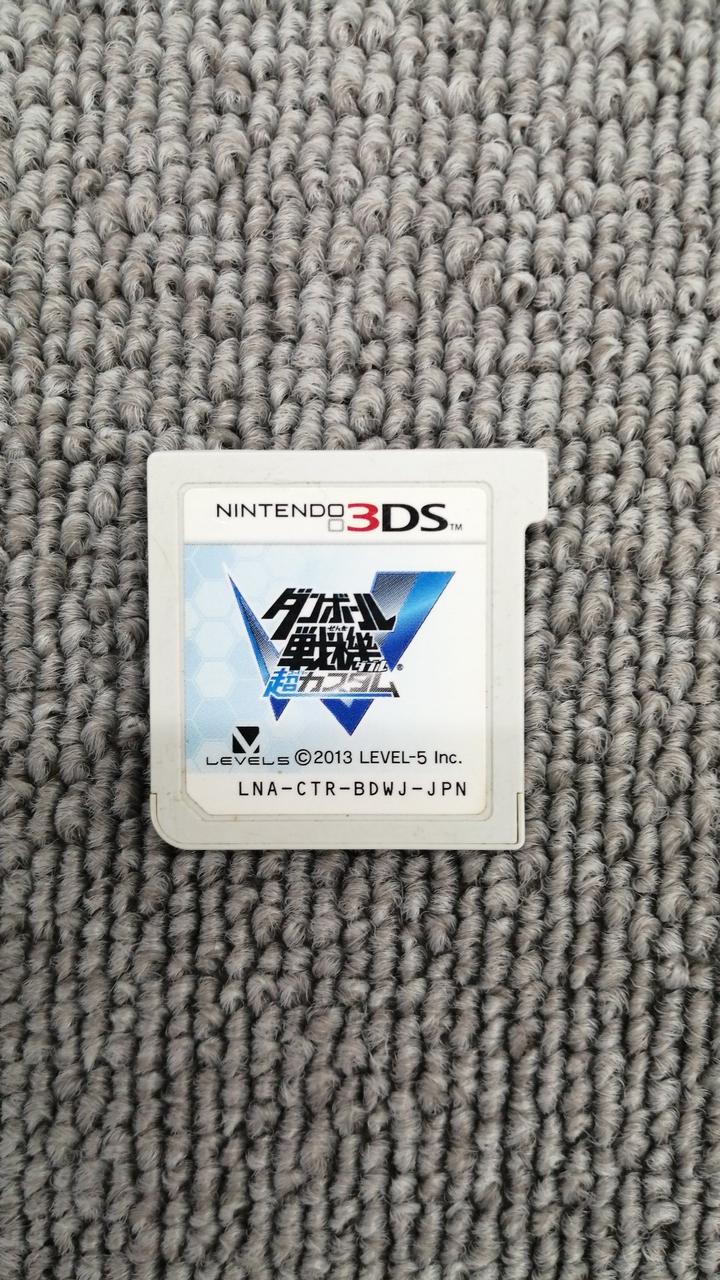 NINTENDO 3DS™
ダンボール
せんき
戦機
ダブル®
超カスタム
LEVEL5 ©2013 LEVEL-5 Inc.
LNA-CTR-BDWJ-JPN